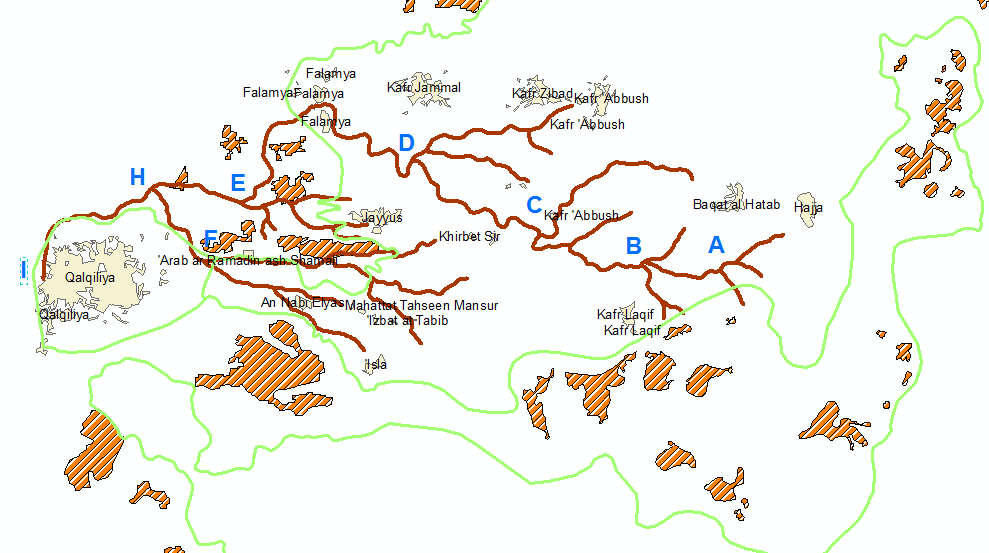 Falamya
Kafr Jammal
Falamya
Falamya
Kafr Zibad
Kafr 'Abbush
Falamya
Kafr 'Abbush
D
H
E
Baqat al Hatab
Hajja
C
Kafr 'Abbush
Jayyus
F
Khirbet Sir
B
A
'Arab ar Ramadin ash Shamali
I
Qalqiliya
An Nabi Elyas
Mahattat Tahseen Mansur
Qalqiliya
'Izbat at Tabib
Kafr Laqif
Kafr Laqif
'Isla